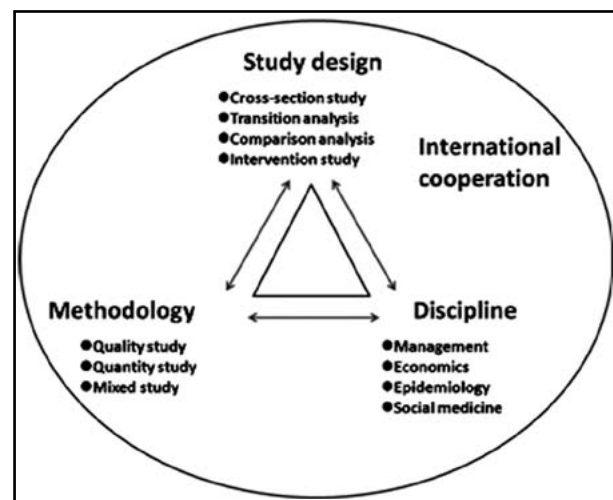 Study design
●Cross-section study
●Transition analysis
●Comparison analysis
●Intervention study
International
cooperation
Methodology
●Quality study
●Quantity study
●Mixed study
Discipline
●Management
●Economics
●Epidemiology
●Social medicine